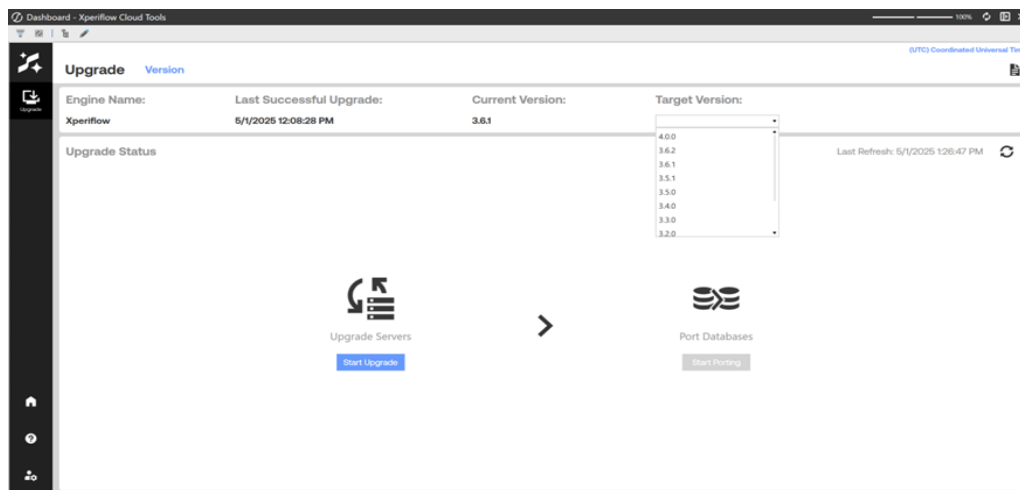 Dashboard - Xperiflow Cloud Tools
100%
(UTC) Coordinated Universal
Upgrade Version
Upgrade
Engine Name: Last Successful Upgrade: Current Version: Target Version:
Xperiflow 5/1/2025 12:08:28 PM 3.6.1
4.0.0
Upgrade Status
Last Refresh: 5/1/2025 1:26:47 PM
3.6.2
3.6.1
3.5.1
3.5.0
3.4.0
3.3.0
3.2.0
Upgrade Servers
Port Databases
Start Upgrade
Start Porting